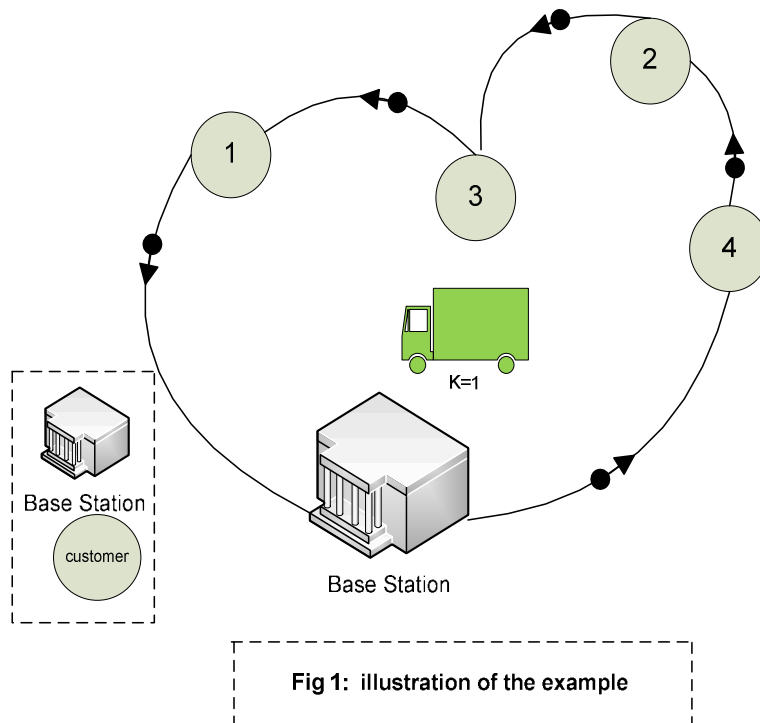 2
1
3
4
K=1
Base Station
customer
Base Station
Fig 1: illustration of the example